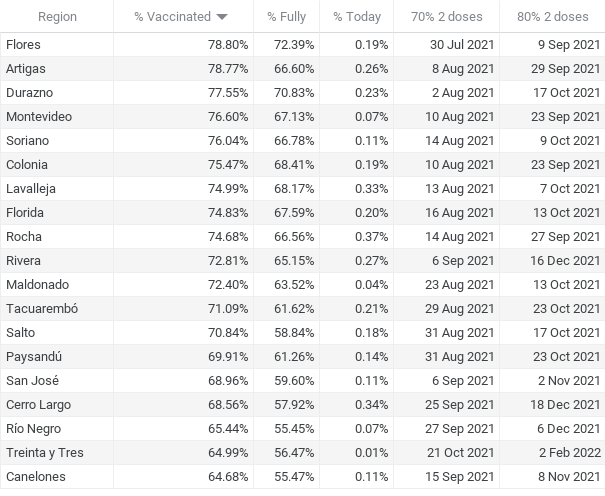 Region % Vaccinated % Fully % Today 70% 2 doses 80% 2 doses
Flores 78.80% 72.39% 0.19% 30 Jul 2021 9 Sep 2021
Artigas 78.77% 66.60% 0.26% 8 Aug 2021 29 Sep 2021
Durazno 77.55% 70.83% 0.23% 2 Aug 2021 17 Oct 2021
Montevideo 76.60% 67.13% 0.07% 10 Aug 2021 23 Sep 2021
Soriano 76.04% 66.78% 0.11% 14 Aug 2021 9 Oct 2021
Colonia 75.47% 68.41% 0.19% 10 Aug 2021 23 Sep 2021
Lavalleja 74.99% 68.17% 0.33% 13 Aug 2021 7 Oct 2021
Florida 74.83% 67.59% 0.20% 16 Aug 2021 13 Oct 2021
Rocha 74.68% 66.56% 0.37% 14 Aug 2021 27 Sep 2021
Rivera 72.81% 65.15% 0.27% 6 Sep 2021 16 Dec 2021
Maldonado 72.40% 63.52% 0.04% 23 Aug 2021 13 Oct 2021
Tacuarembó 71.09% 61.62% 0.21% 29 Aug 2021 23 Oct 2021
Salto 70.84% 58.84% 0.18% 31 Aug 2021 17 Oct 2021
Paysandú 69.91% 61.26% 0.14% 31 Aug 2021 23 Oct 2021
San José 68.96% 59.60% 0.11% 6 Sep 2021 2 Nov 2021
Cerro Largo 68.56% 57.92% 0.34% 25 Sep 2021 18 Dec 2021
Río Negro 65.44% 55.45% 0.07% 27 Sep 2021 6 Dec 2021
Treinta y Tres 64.99% 56.47% 0.01% 21 Oct 2021 2 Feb 2022
Canelones 64.68% 55.47% 0.11% 15 Sep 2021 8 Nov 2021